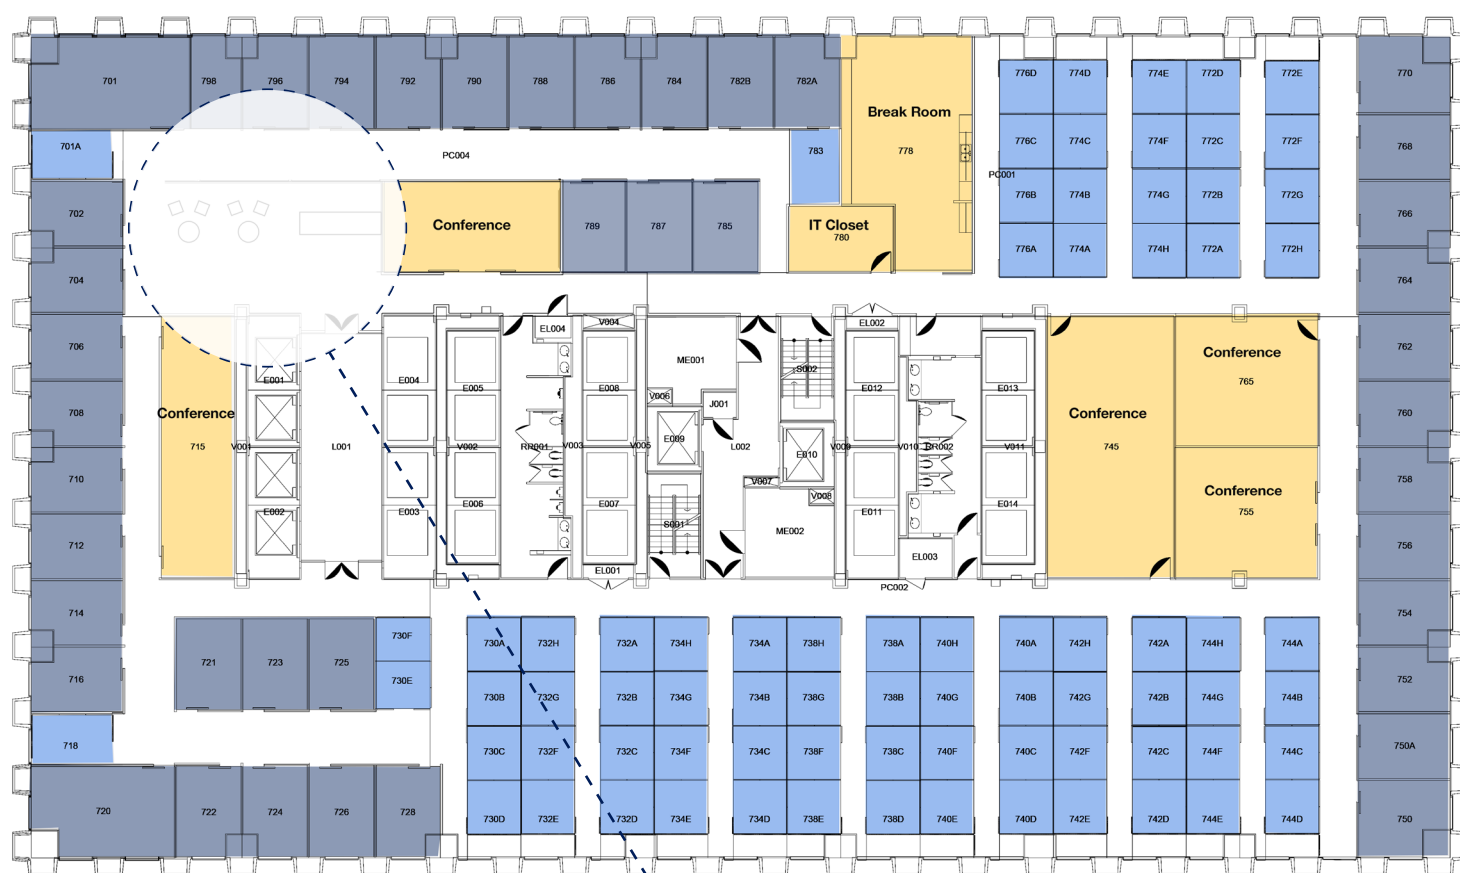 701 798 796 794 792 790 788 786 784 782B 782A
776D 774D 774E 772D 772E 770
Break Room
778
701A
PC004
783
776C 774C 774F 772C 772F 768
PC001
776B 774B 774G 772B 772G
702
Conference
789 787 785
IT Closet
780
766
776A 774A 774H 772A 772H
704
764
EL004 V004 EL002
706
ME001
Conference
765
762
E001 E004 E005 E008 S002 E012 E013
V006 J001
708
Conference
715
Conference
745
760
V001 L001 V002 RR001 V003 V005 E009 L002 E010 V009 V010 RR002 V011
710
V007 V008
Conference
755
758
E002 E003 E006 E007 S001 ME002 E011 E014
712
756
EL001 EL003
PC002
714
754
721 723 725 730F
730E
730A 732H 732A 734H 734A 738H 738A 740H 740A 742H 742A 744H 744A
716
752
730B 732G 732B 734G 734B 738G 738B 740G 740B 742G 742B 744G 744B
718
750A
730C 732F 732C 734F 734C 738F 738C 740F 740C 742F 742C 744F 744C
720 722 724 726 728
730D 732E 732D 734E 734D 738E 738D 740E 740D 742E 742D 744E 744D
750